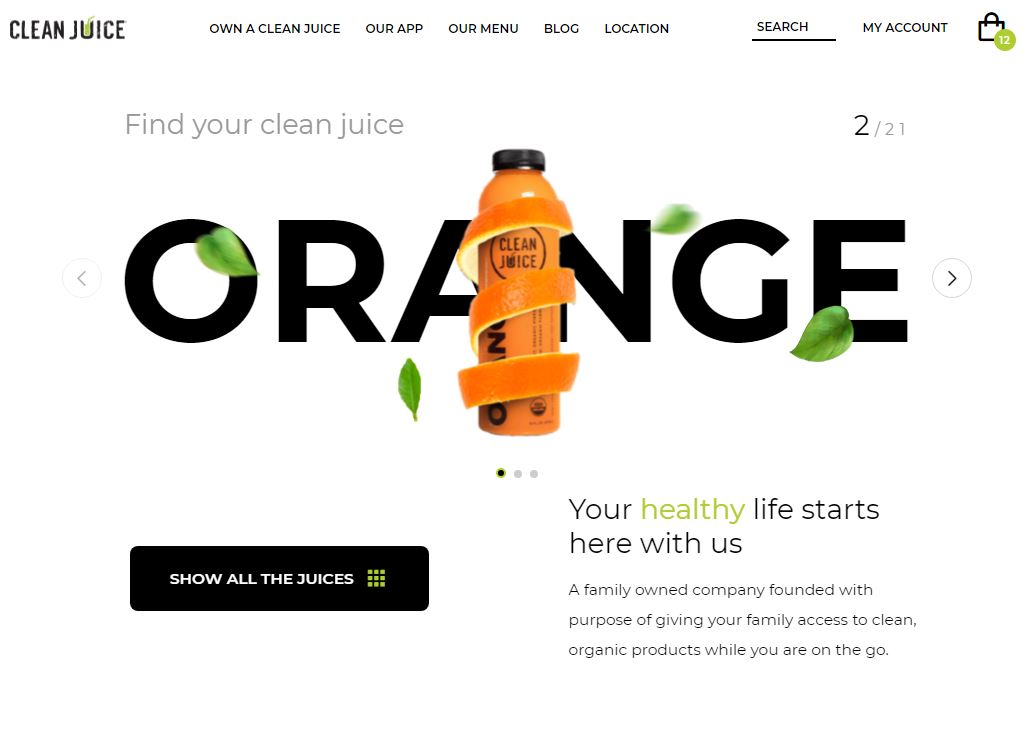 CLEAN JUICE
OWN A CLEAN JUICE
OUR APP
OUR MENU
BLOG
LOCATION
SEARCH
MY ACCOUNT
12
Find your clean juice
2 / 21
ORANGE
CLEAN
JUICE
Your healthy life starts
here with us
SHOW ALL THE JUICES
A family owned company founded with
purpose of giving your family access to clean,
organic products while you are on the go.